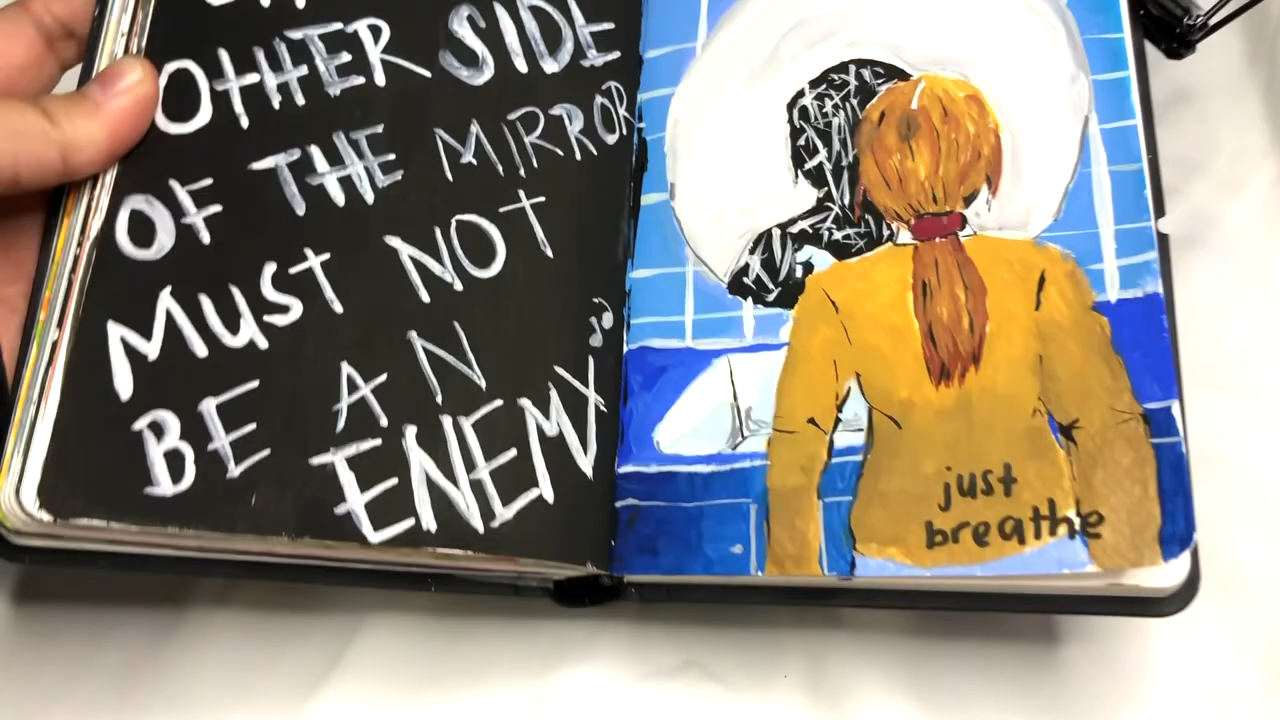 OTHER SIDE
OF THE MIRROR
MUST NOT
BE AN
ENEMY
just
breathe